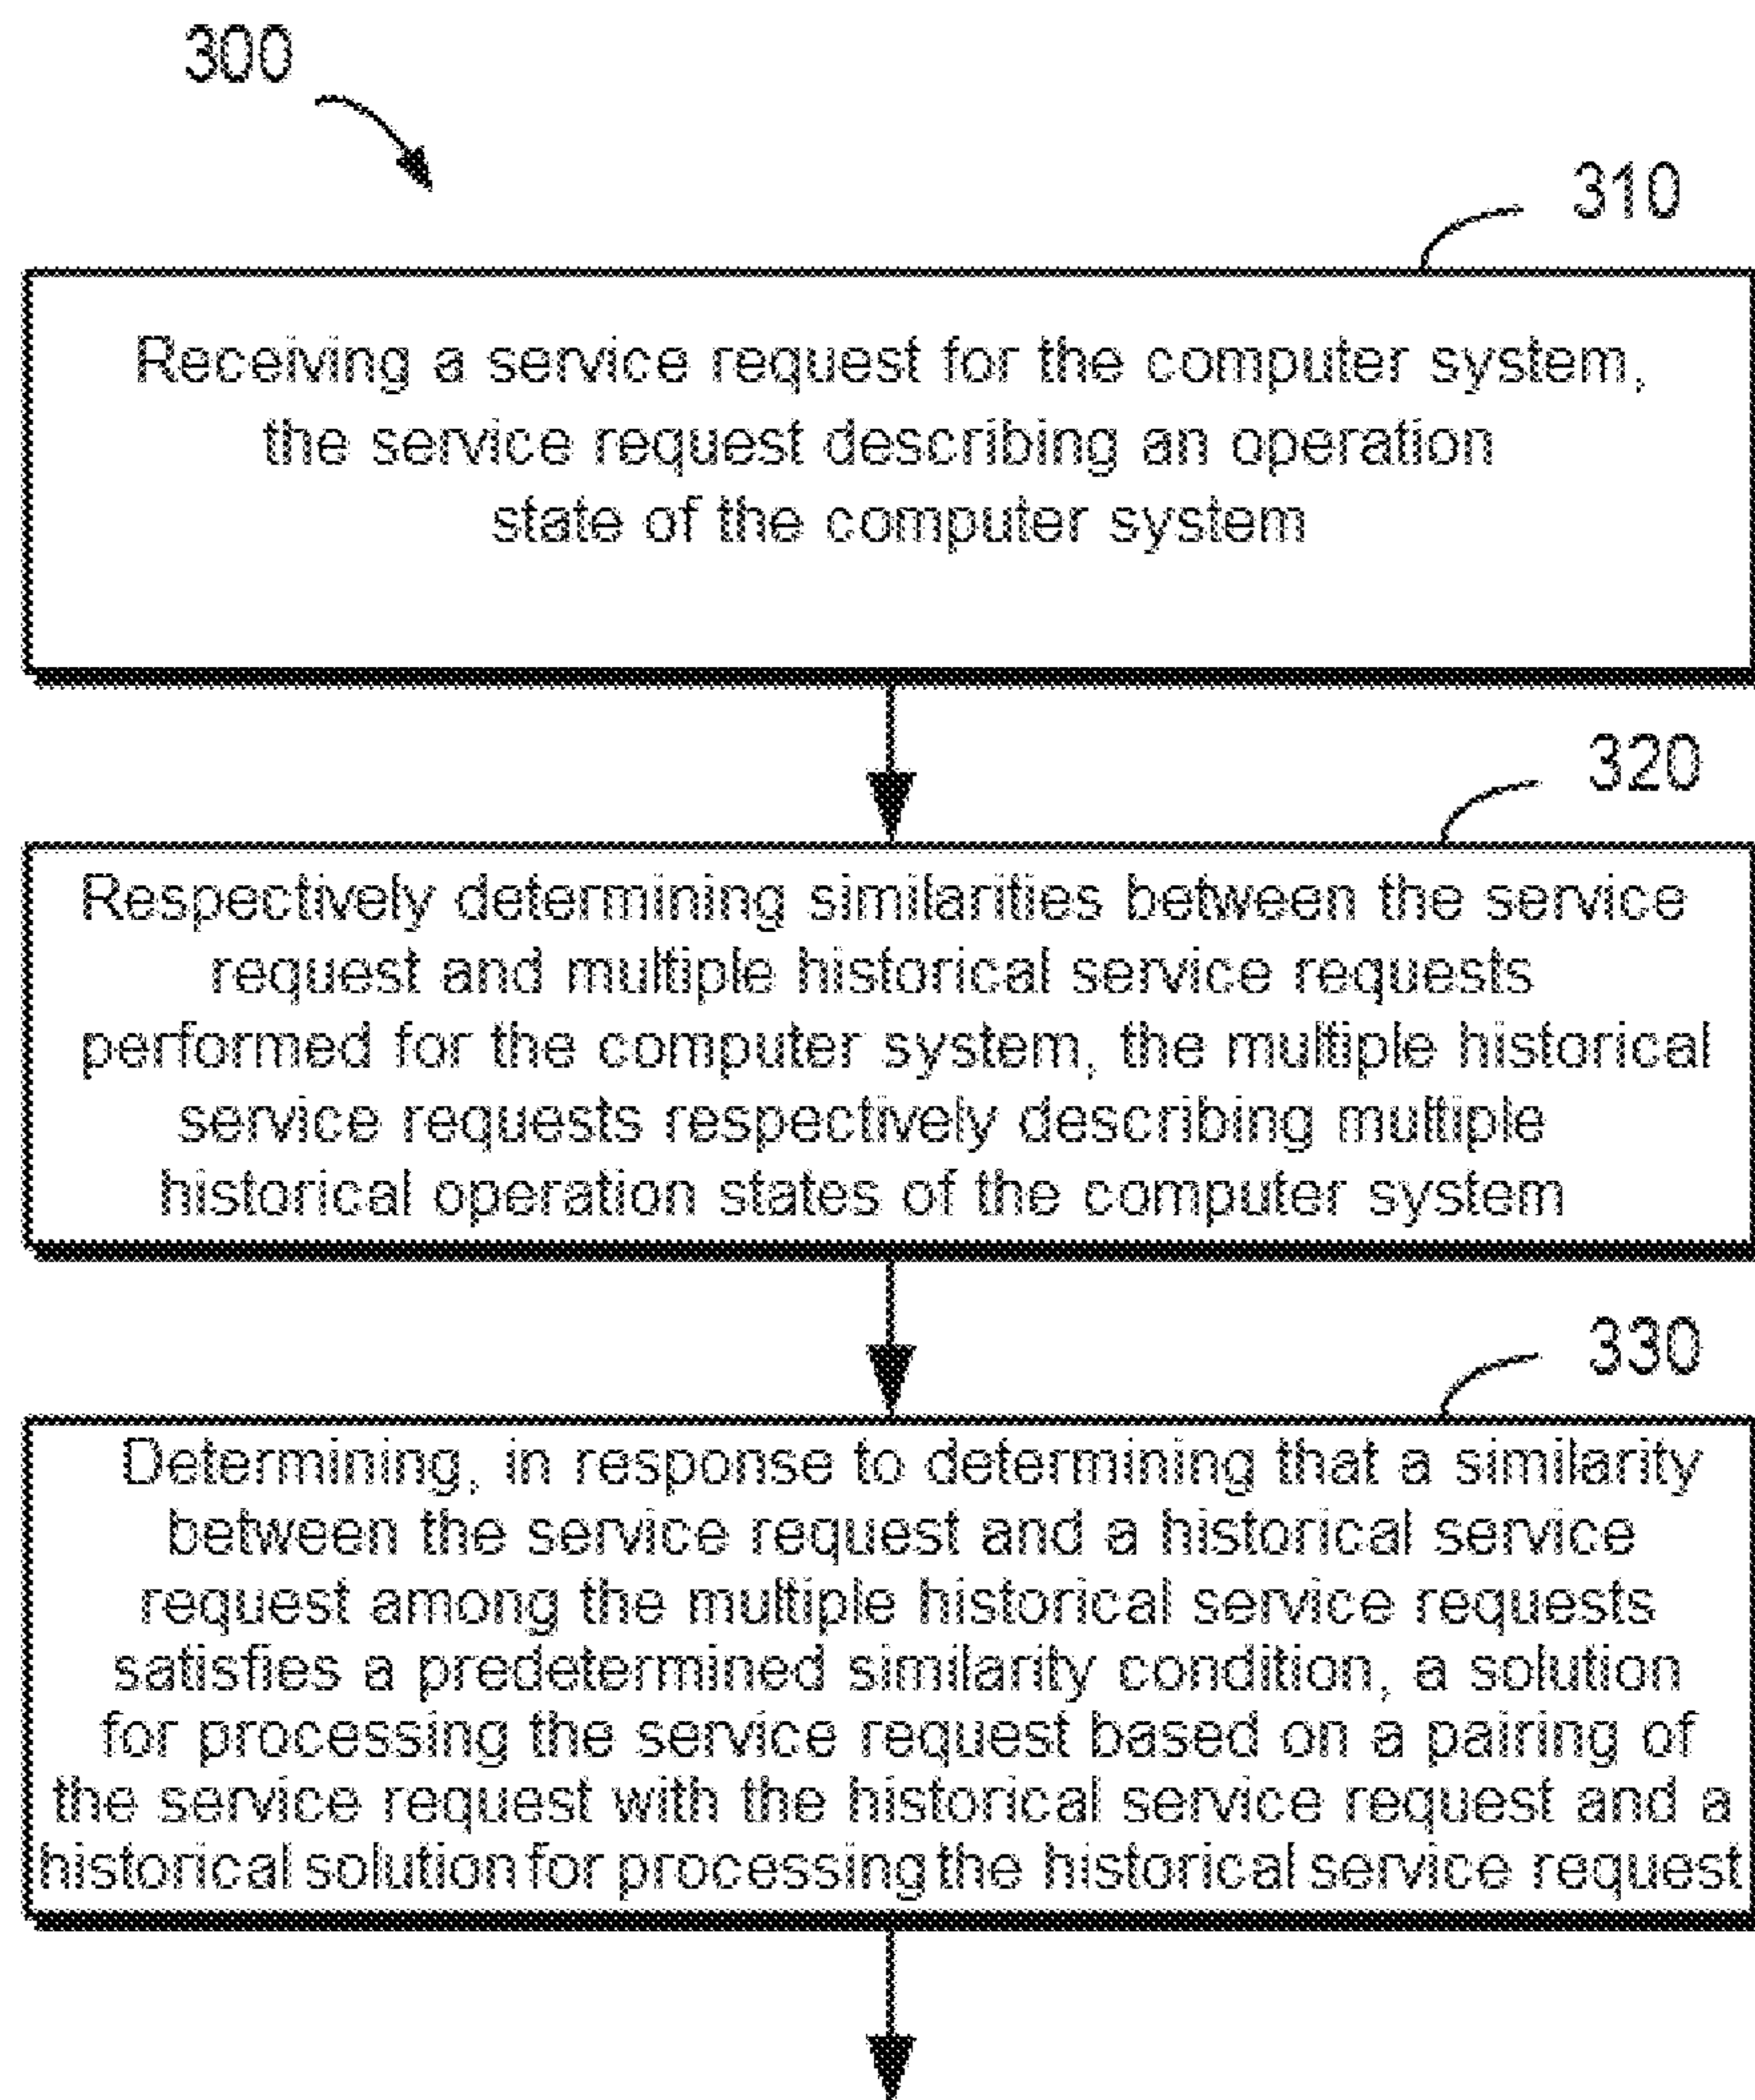 300
310
Receiving a service request for the computer system,
the service request describing an operation
state of the computer system
320
Respectively determining similarities between the service
request and multiple historical service requests
performed for the computer system, the multiple historical
service requests respectively describing multiple
historical operation states of the computer system
330
Determining, in response to determining that a similarity
between the service request and a historical service
request among the multiple historical service requests
satisfies a predetermined similarity condition, a solution
for processing the service request based on a pairing of
the service request with the historical service request and a
historical solution for processing the historical service request